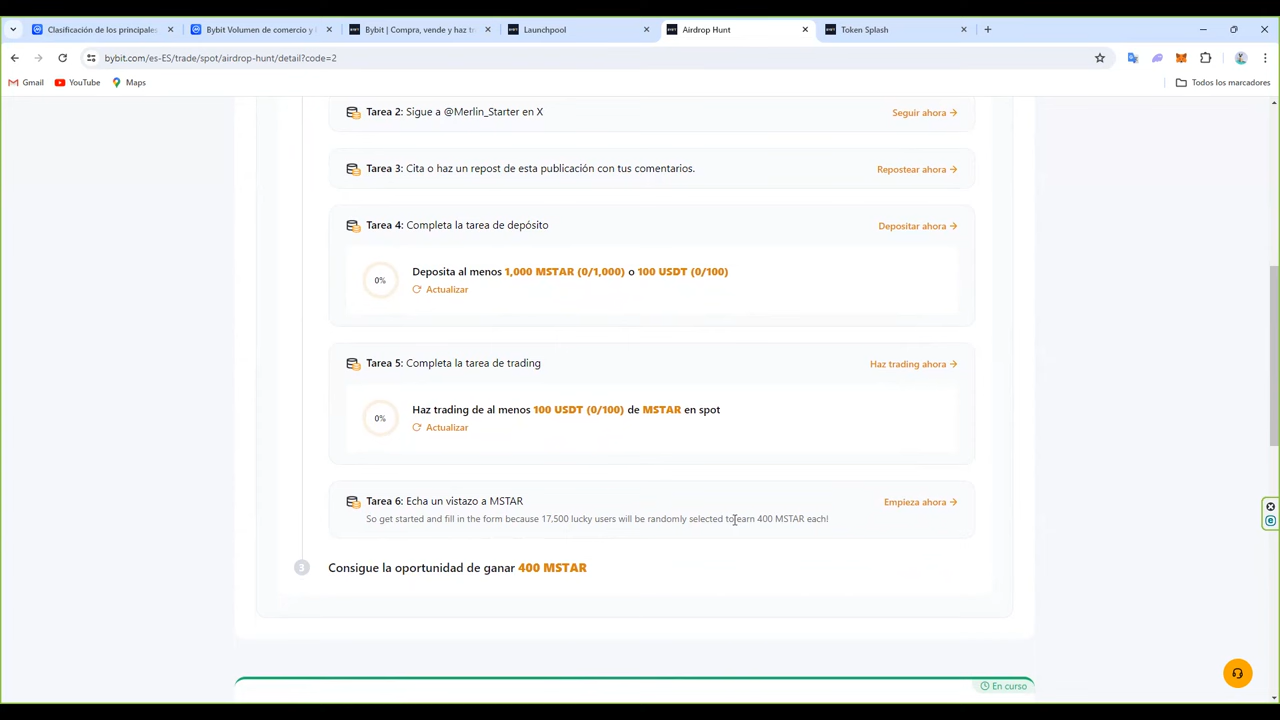 Clasificación de los principales
Bybit Volumen de comercio y
Bybit | Compra, vende y haz tr
Launchpool
Airdrop Hunt
Token Splash
bybit.com/es-ES/trade/spot/airdrop-hunt/detail?code=2
Gmail
YouTube
Maps
Todos los marcadores
Tarea 2: Sigue a @Merlin_Starter en X
Seguir ahora →
Tarea 3: Cita o haz un repost de esta publicación con tus comentarios.
Repostear ahora →
Tarea 4: Completa la tarea de depósito
Depositar ahora →
0%
Deposita al menos 1,000 MSTAR (0/1,000) o 100 USDT (0/100)
Actualizar
Tarea 5: Completa la tarea de trading
Haz trading ahora →
0%
Haz trading de al menos 100 USDT (0/100) de MSTAR en spot
Actualizar
Tarea 6: Echa un vistazo a MSTAR
Empieza ahora →
So get started and fill in the form because 17,500 lucky users will be randomly selected to earn 400 MSTAR each!
3
Consigue la oportunidad de ganar 400 MSTAR
En curso